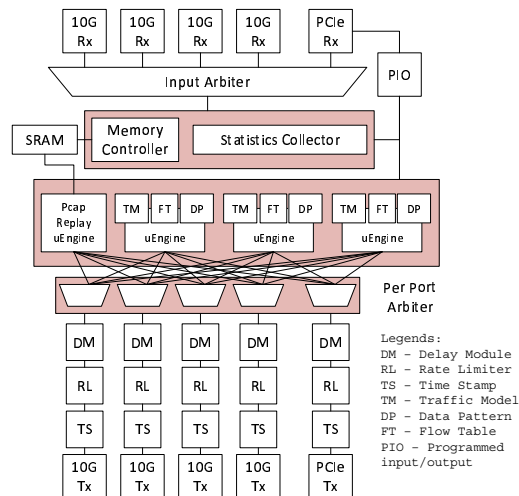 10G Rx
10G Rx
10G Rx
10G Rx
PCIe Rx
Input Arbiter
PIO
SRAM
Memory Controller
Statistics Collector
Pcap Replay uEngine
TM FT DP
uEngine
TM FT DP
uEngine
TM FT DP
uEngine
Per Port Arbiter
DM DM DM DM DM
RL RL RL RL RL
TS TS TS TS TS
10G Tx
10G Tx
10G Tx
10G Tx
PCIe Tx
Legends:
DM - Delay Module
RL - Rate Limiter
TS - Time Stamp
TM - Traffic Model
DP - Data Pattern
FT - Flow Table
PIO - Programmed
input/output